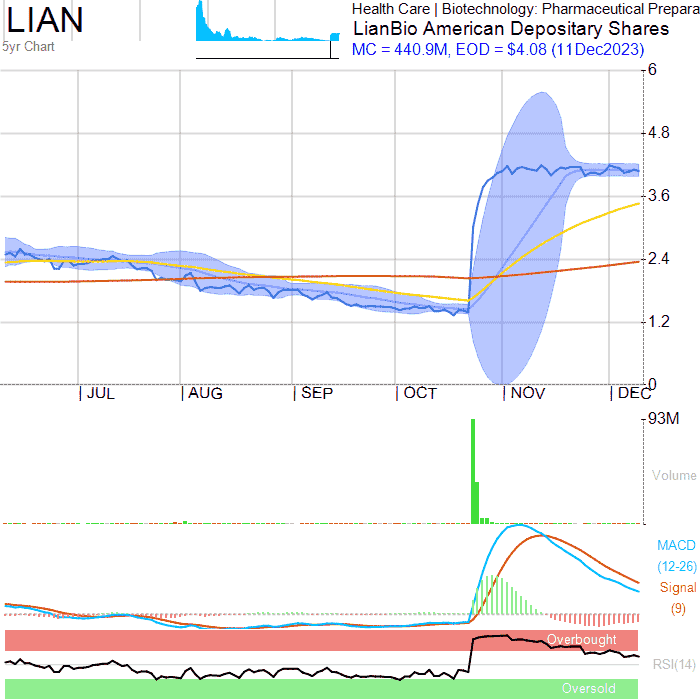 LIAN
5yr Chart
Health Care | Biotechnology: Pharmaceutical Prepara
LianBio American Depositary Shares
MC = 440.9M, EOD = $4.08 (11Dec2023)
6
4.8
3.6
2.4
1.2
0
JUL
AUG
SEP
OCT
NOV
DEC
93M
Volume
MACD
(12-26)
Signal
(9)
Overbought
RSI(14)
Oversold